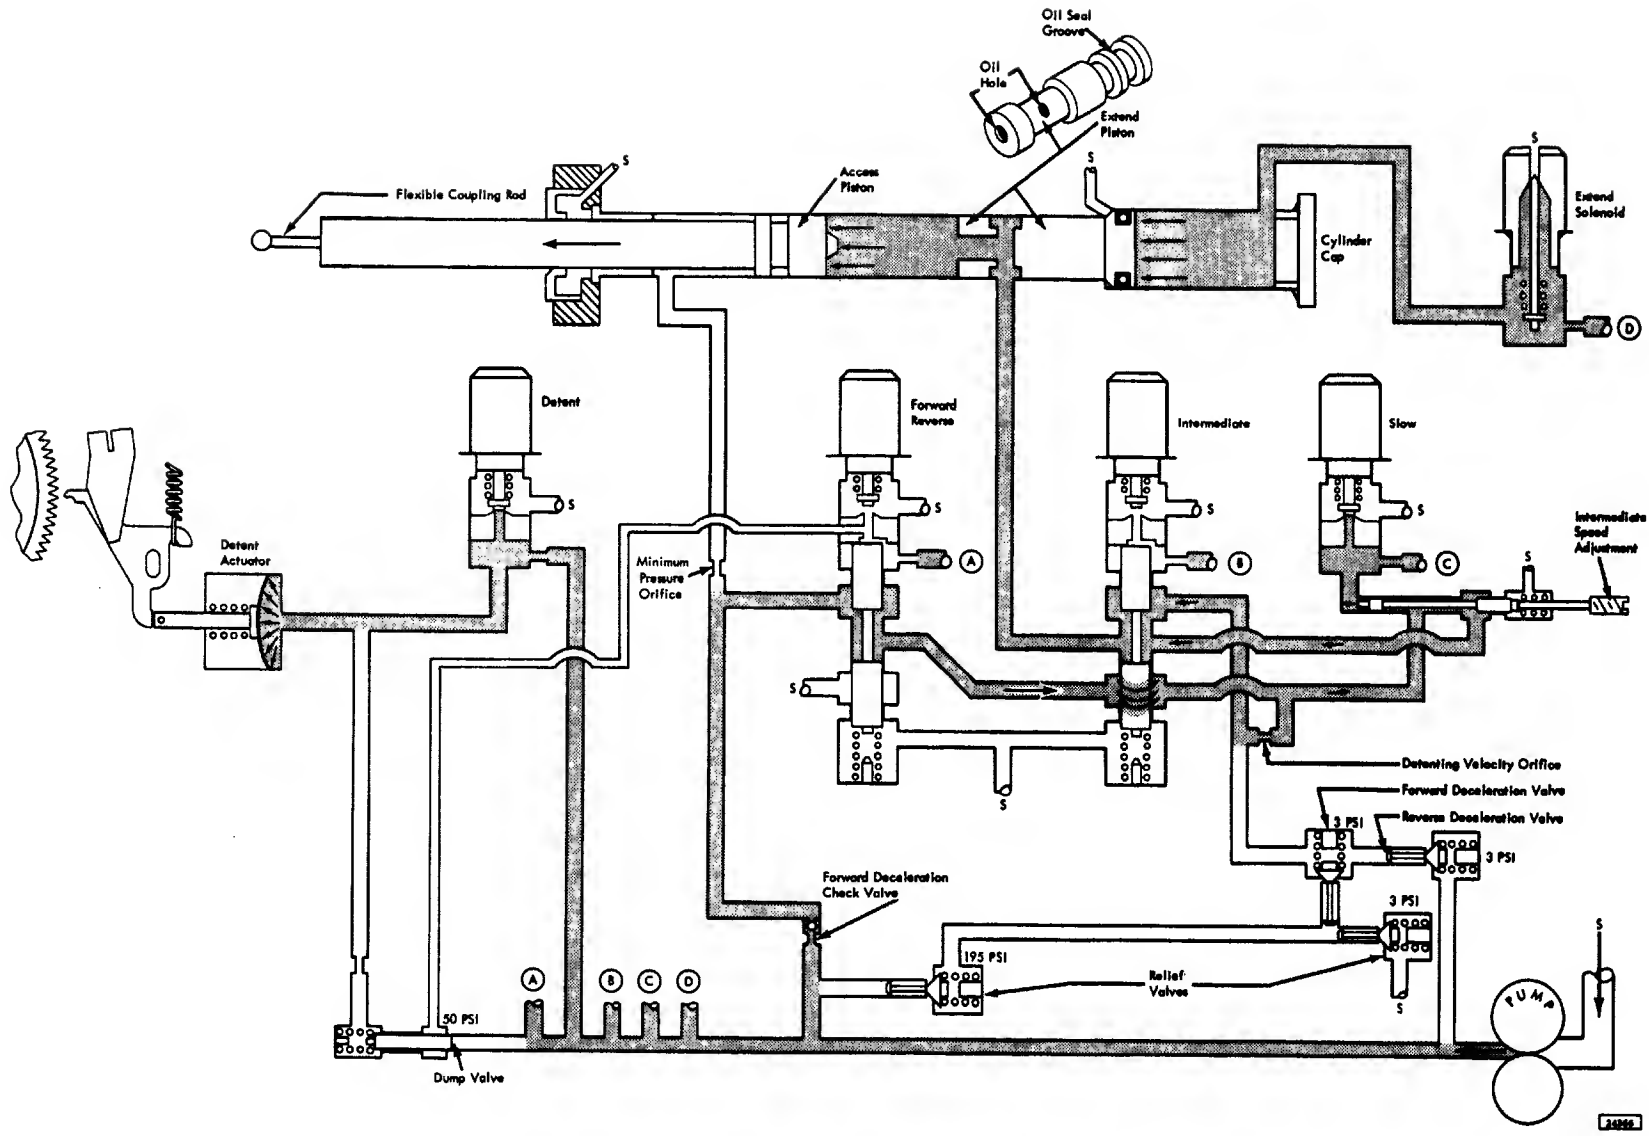 Oil Seal
Groove
Oil
Hole
Extend
Piston
S
S
S
Access
Piston
Flexible Coupling Rod
Extend
Solenoid
Cylinder
Cap
D
Detent
Forward
Reverse
Intermediate
Slow
S
S
S
S
Intermediate
Speed
Adjustment
Detent
Actuator
Minimum
Pressure
Orifice
A
B
C
S
S
S
Detenting Velocity Orifice
Forward Deceleration Valve
3 PSI
Reverse Deceleration Valve
3 PSI
Forward Deceleration
Check Valve
3 PSI
S
195 PSI
Relief
Valves
A
B
C
D
S
PUMP
50 PSI
Dump Valve